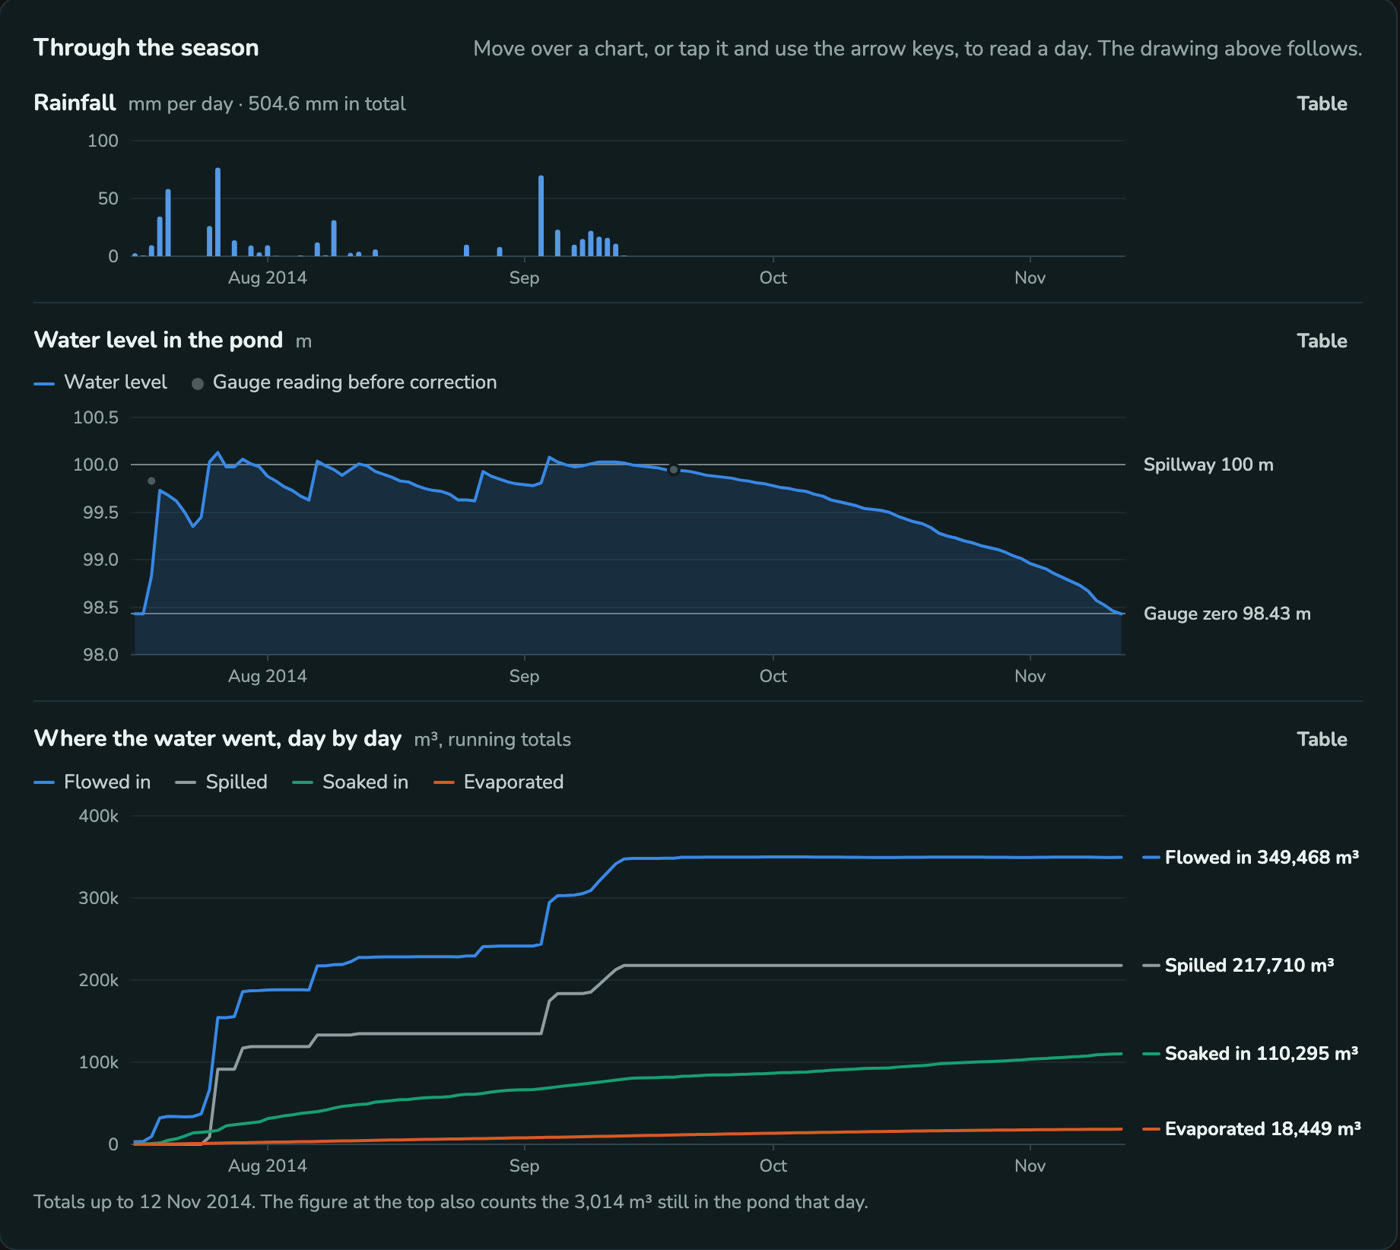 Through the season
Move over a chart, or tap it and use the arrow keys, to read a day. The drawing above follows.
Rainfall mm per day · 504.6 mm in total
Table
100
50
0
Aug 2014 Sep Oct Nov
Water level in the pond m
Table
Water level Gauge reading before correction
100.5
100.0
Spillway 100 m
99.5
99.0
98.5
Gauge zero 98.43 m
98.0
Aug 2014 Sep Oct Nov
Where the water went, day by day m³, running totals
Table
Flowed in Spilled Soaked in Evaporated
400k
Flowed in 349,468 m³
300k
Spilled 217,710 m³
200k
Soaked in 110,295 m³
100k
Evaporated 18,449 m³
0
Aug 2014 Sep Oct Nov
Totals up to 12 Nov 2014. The figure at the top also counts the 3,014 m³ still in the pond that day.